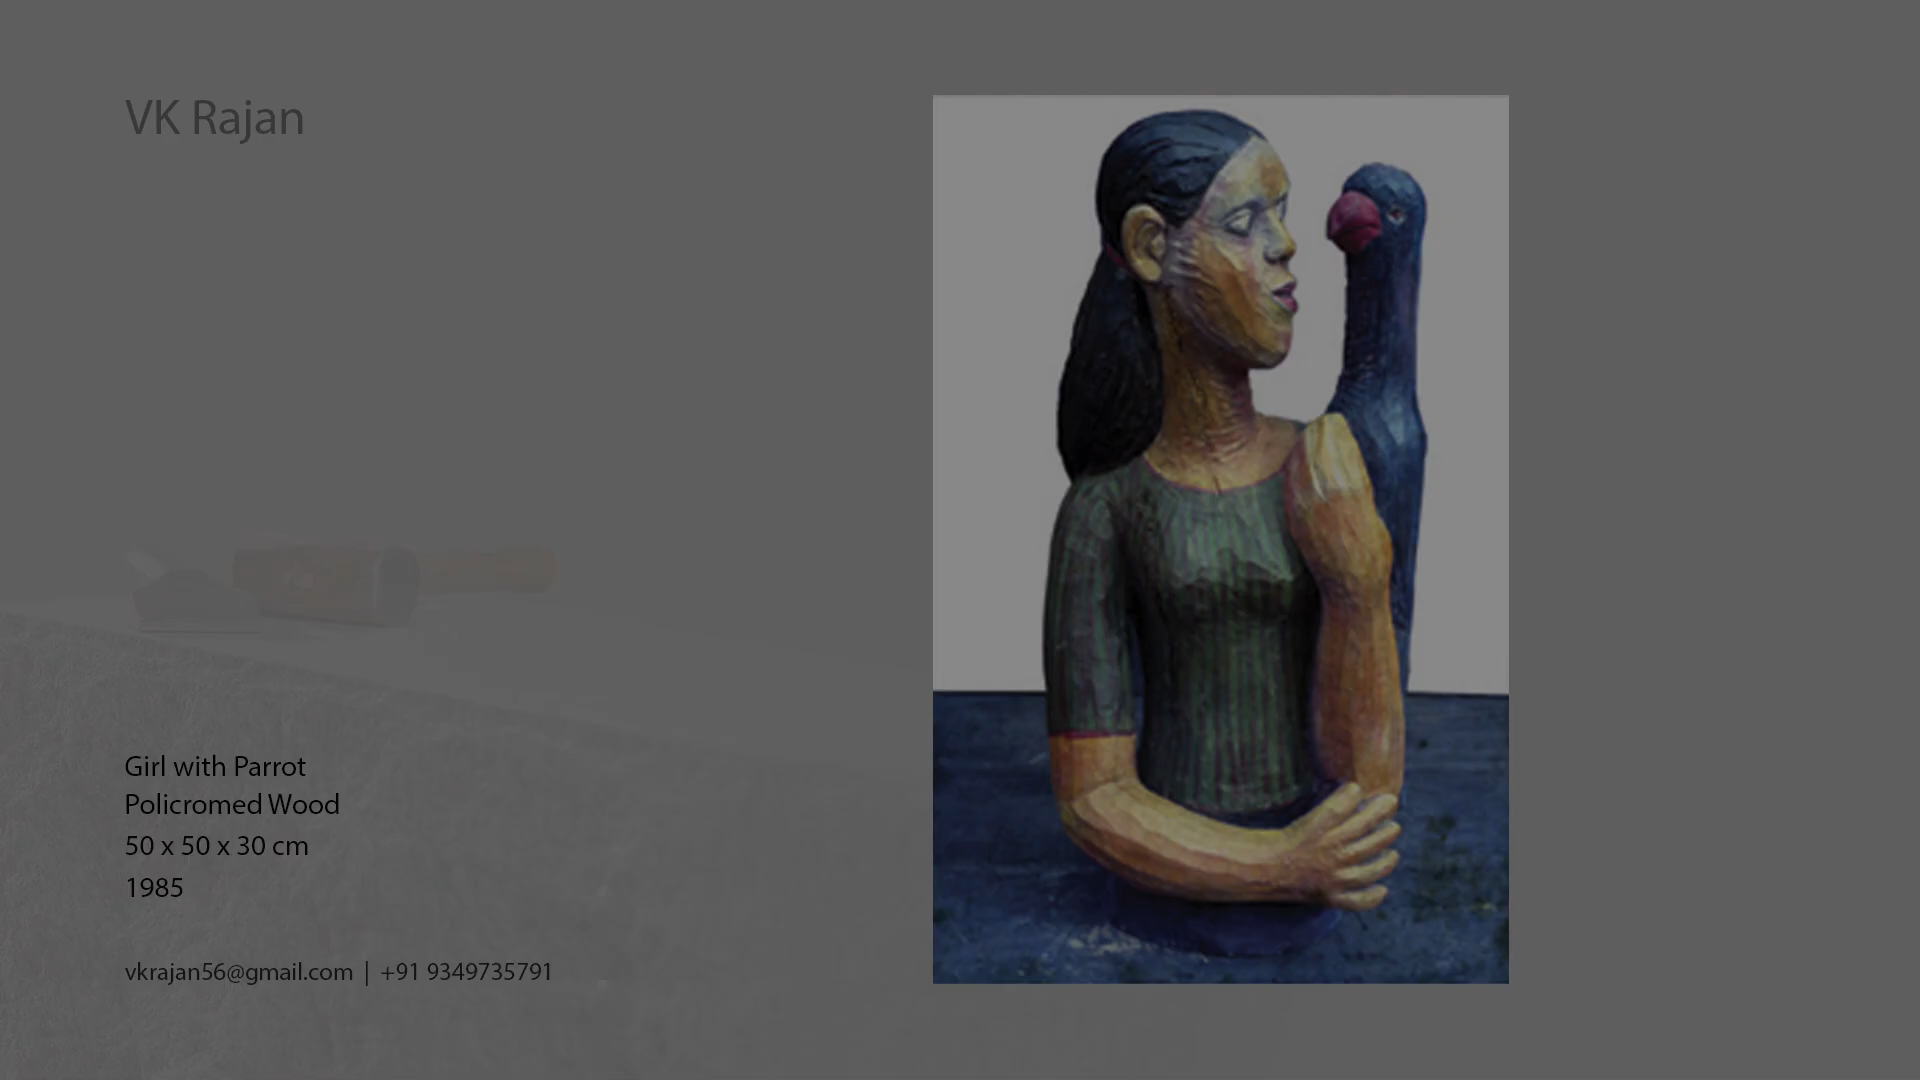 VK Rajan
Girl with Parrot
Policromed Wood
50 x 50 x 30 cm
1985
vkrajan56@gmail.com | +91 9349735791